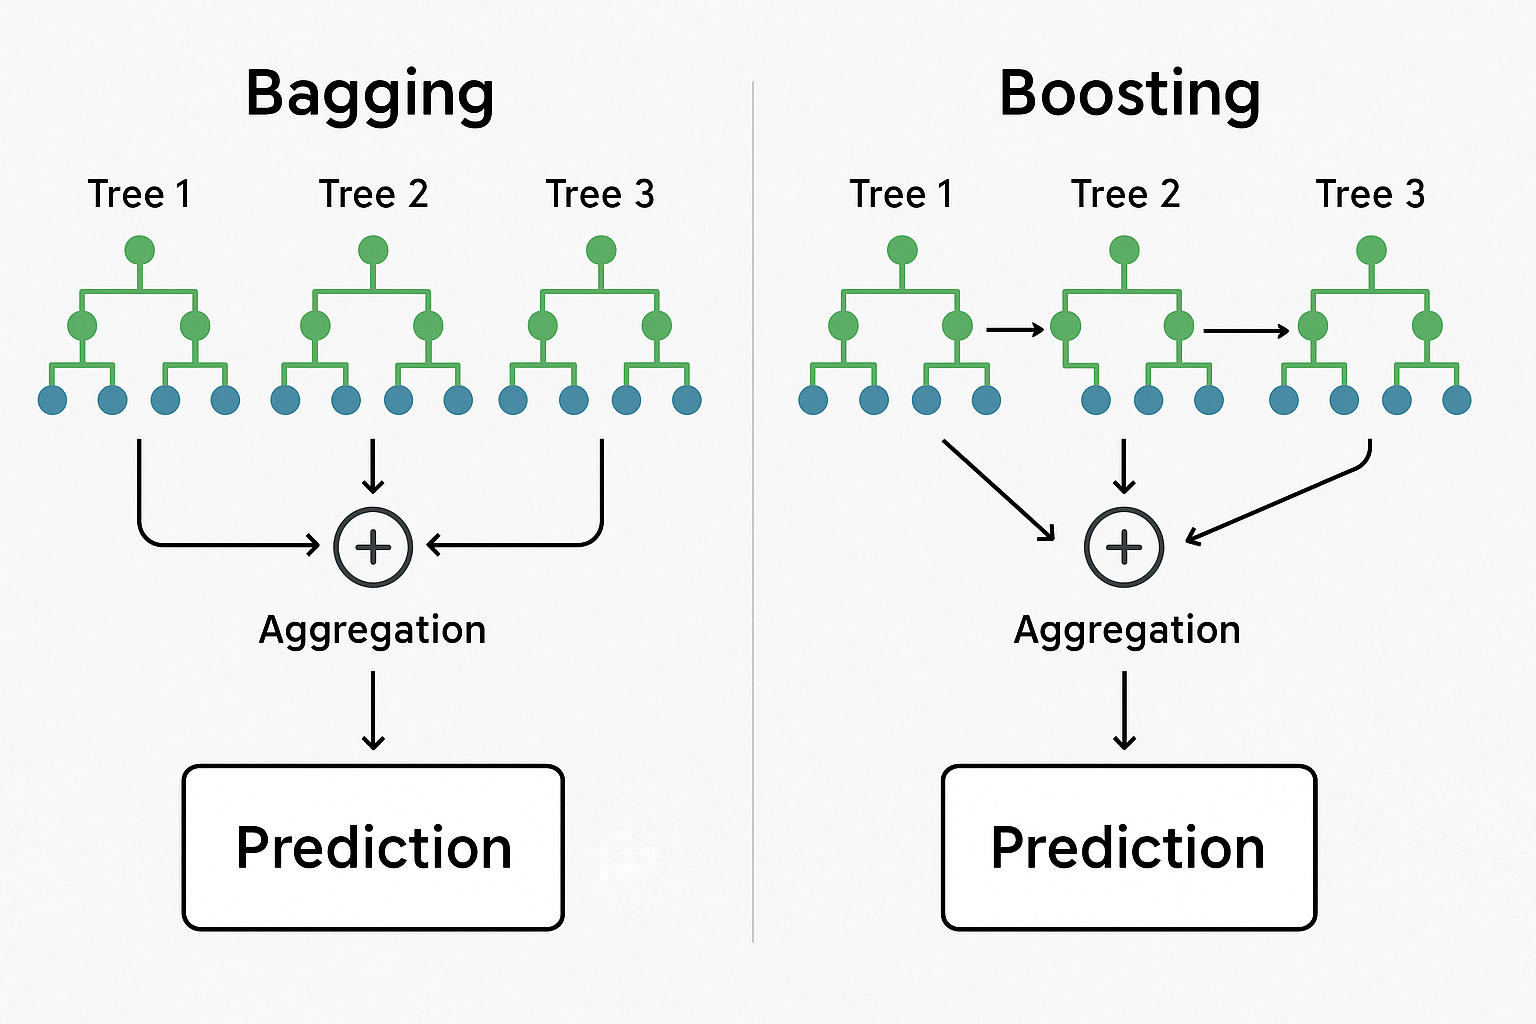 Bagging
Tree 1
Tree 2
Tree 3
Aggregation
Prediction
Boosting
Tree 1
Tree 2
Tree 3
Aggregation
Prediction